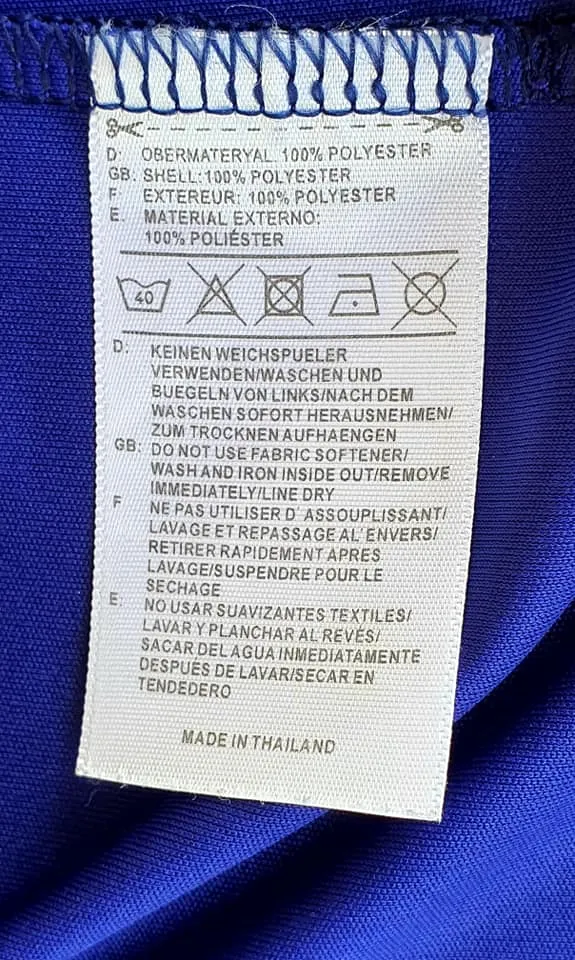 D: OBERMATERYAL 100% POLYESTER
GB: SHELL:100% POLYESTER
F EXTEREUR: 100% POLYESTER
E. MATERIAL EXTERNO:
100% POLIÉSTER
40
D: KEINEN WEICHSPUELER
VERWENDEN/WASCHEN UND
BUEGELN VON LINKS/NACH DEM
WASCHEN SOFORT HERAUSNEHMEN/
ZUM TROCKNEN AUFHAENGEN
GB: DO NOT USE FABRIC SOFTENER/
WASH AND IRON INSIDE OUT/REMOVE
IMMEDIATELY/LINE DRY
F NE PAS UTILISER D' ASSOUPLISSANT/
LAVAGE ET REPASSAGE AL' ENVERS/
RETIRER RAPIDEMENT APRES
LAVAGE/SUSPENDRE POUR LE
SECHAGE
E: NO USAR SUAVIZANTES TEXTILES/
LAVAR Y PLANCHAR AL REVÉS/
SACAR DEL AGUA INMEDIATAMENTE
DESPUÉS DE LAVAR/SECAR EN
TENDEDERO
MADE IN THAILAND